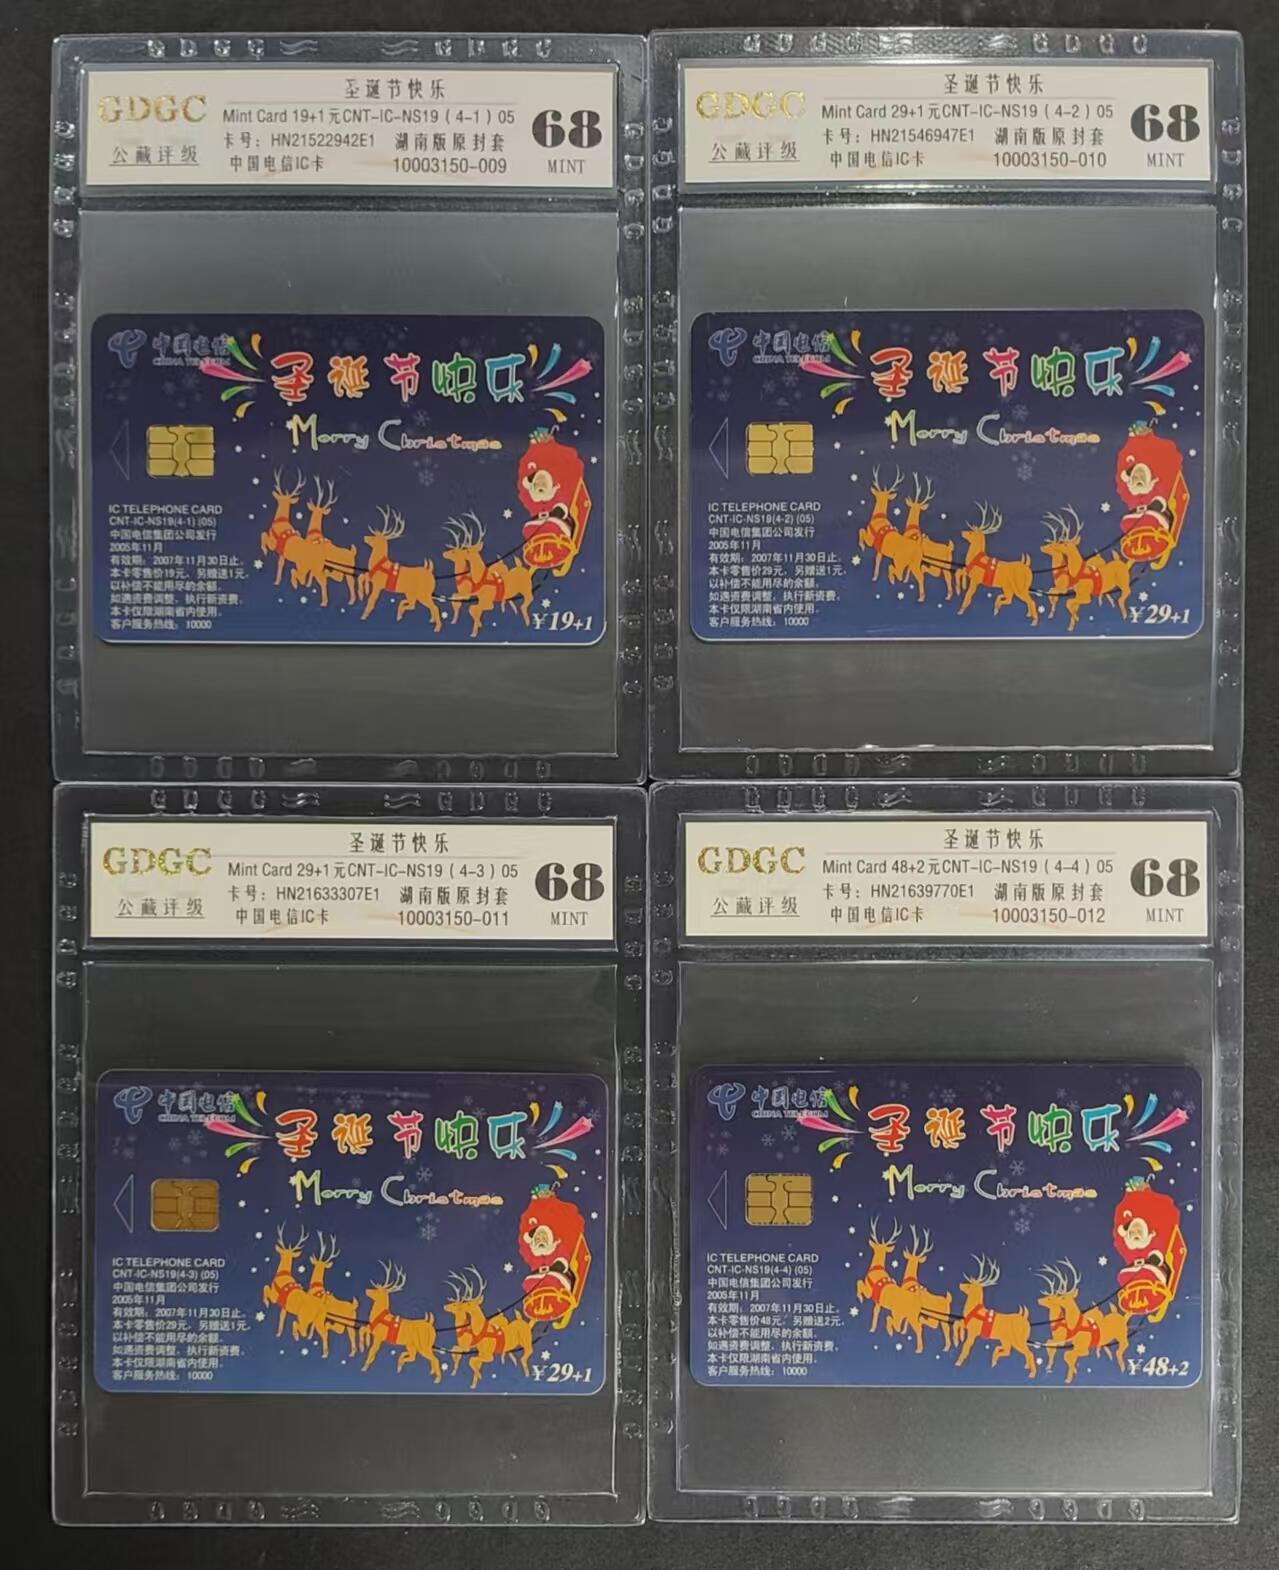 圣诞节快乐
GDGC
Mint Card 19+1元CNT-IC-NS19 (4-1) 05
68
卡号: HN21522942E1 湖南版原封套
公藏评级
中国电信IC卡 10003150-009
MINT
中国电信
CHINA TELECOM
圣诞节快乐
Merry Christmas
IC TELEPHONE CARD
CNT-IC-NS19(4-1) (05)
中国电信集团公司发行
2005年11月
有效期: 2007年11月30日止。
本卡零售价19元, 另赠送1元,
以补偿不能用尽的余额。
如遇资费调整, 执行新资费。
本卡仅限湖南省内使用。
客户服务热线: 10000
¥19+1
圣诞节快乐
GDGC
Mint Card 29+1元CNT-IC-NS19 (4-2) 05
68
卡号: HN21546947E1 湖南版原封套
公藏评级
中国电信IC卡 10003150-010
MINT
中国电信
CHINA TELECOM
圣诞节快乐
Merry Christmas
IC TELEPHONE CARD
CNT-IC-NS19(4-2) (05)
中国电信集团公司发行
2005年11月
有效期: 2007年11月30日止。
本卡零售价29元, 另赠送1元,
以补偿不能用尽的余额。
如遇资费调整, 执行新资费。
本卡仅限湖南省内使用。
客户服务热线: 10000
¥29+1
圣诞节快乐
GDGC
Mint Card 29+1元CNT-IC-NS19 (4-3) 05
68
卡号: HN21633307E1 湖南版原封套
公藏评级
中国电信IC卡 10003150-011
MINT
中国电信
CHINA TELECOM
圣诞节快乐
Merry Christmas
IC TELEPHONE CARD
CNT-IC-NS19(4-3) (05)
中国电信集团公司发行
2005年11月
有效期: 2007年11月30日止。
本卡零售价29元, 另赠送1元,
以补偿不能用尽的余额。
如遇资费调整, 执行新资费。
本卡仅限湖南省内使用。
客户服务热线: 10000
¥29+1
圣诞节快乐
GDGC
Mint Card 48+2元CNT-IC-NS19 (4-4) 05
68
卡号: HN21639770E1 湖南版原封套
公藏评级
中国电信IC卡 10003150-012
MINT
中国电信
CHINA TELECOM
圣诞节快乐
Merry Christmas
IC TELEPHONE CARD
CNT-IC-NS19(4-4) (05)
中国电信集团公司发行
2005年11月
有效期: 2007年11月30日止。
本卡零售价48元, 另赠送2元,
以补偿不能用尽的余额。
如遇资费调整, 执行新资费。
本卡仅限湖南省内使用。
客户服务热线: 10000
¥48+2